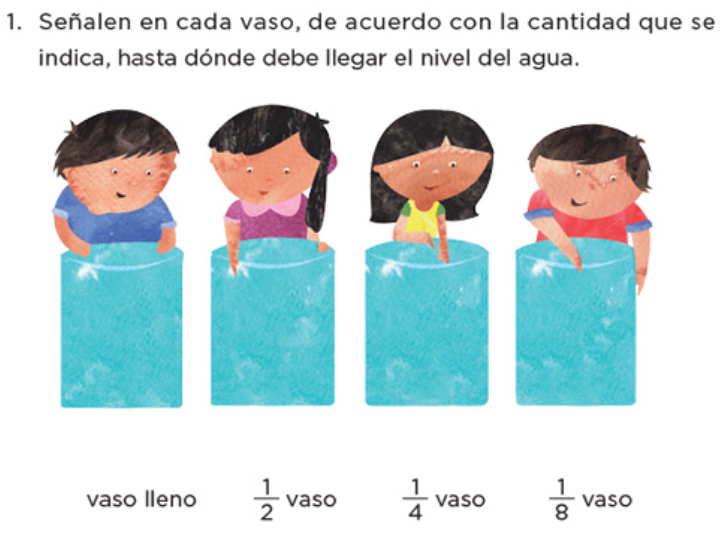 1. Señalen en cada vaso, de acuerdo con la cantidad que se
indica, hasta dónde debe llegar el nivel del agua.
vaso lleno 1/2 vaso 1/4 vaso 1/8 vaso